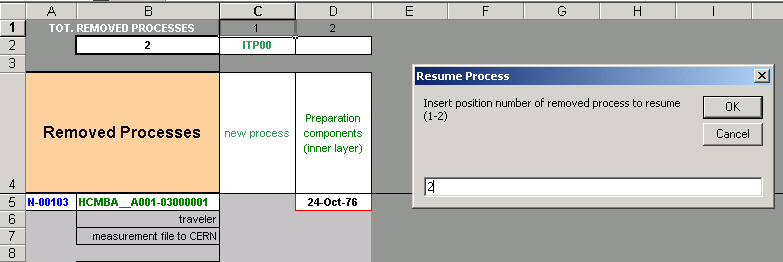 A B C D E F G H I
1 TOT. REMOVED PROCESSES 1 2
2 2 ITP00
3
Resume Process
Insert position number of removed process to resume
(1-2)
OK
Cancel
2
4 Removed Processes new process Preparation
components
(inner layer)
5 N-00103 HCMBA__A001-03000001 24-Oct-76
6 traveler
7 measurement file to CERN
8